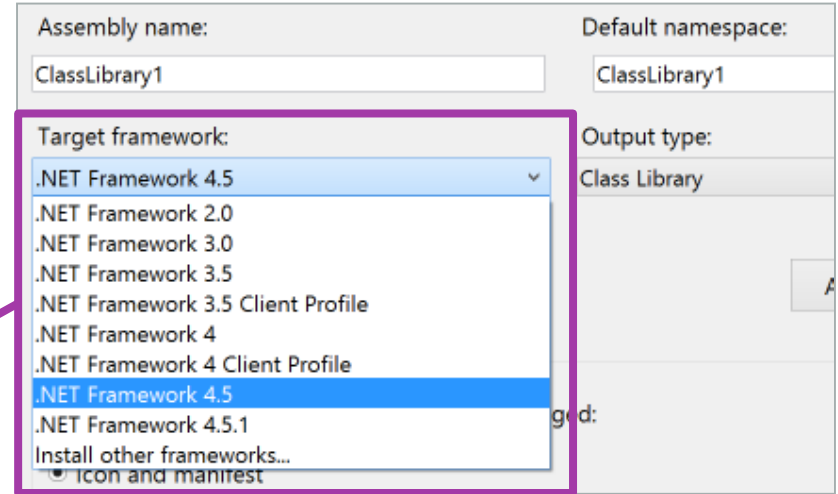 Assembly name:
Default namespace:
ClassLibrary1
ClassLibrary1
Target framework:
Output type:
.NET Framework 4.5
Class Library
.NET Framework 2.0
.NET Framework 3.0
.NET Framework 3.5
.NET Framework 3.5 Client Profile
.NET Framework 4
.NET Framework 4 Client Profile
.NET Framework 4.5
.NET Framework 4.5.1
Install other frameworks...
Icon and manifest